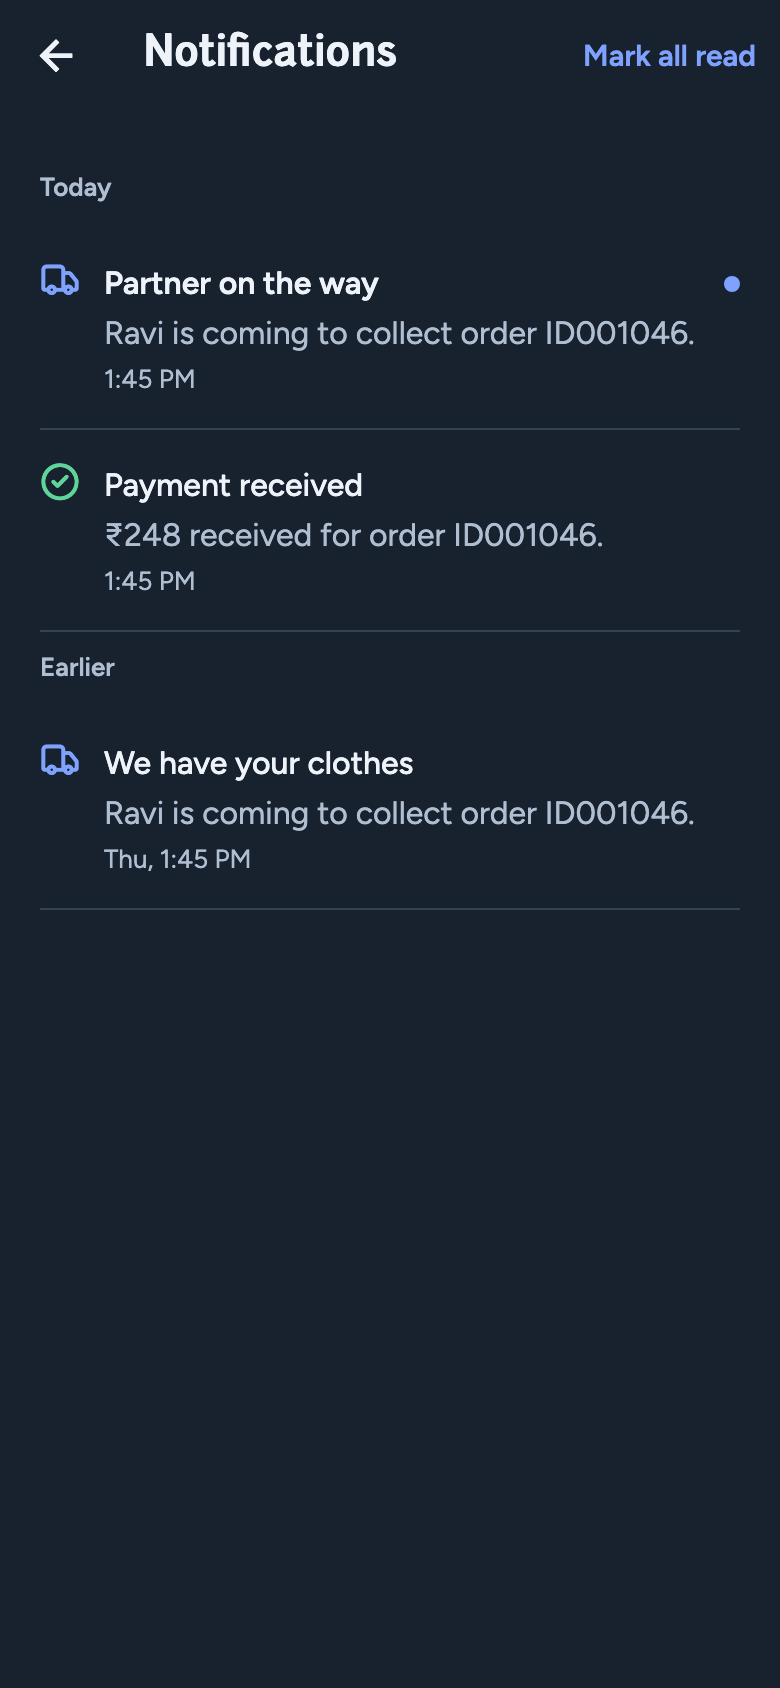 Notifications
Mark all read
Today
Partner on the way
Ravi is coming to collect order ID001046.
1:45 PM
Payment received
₹248 received for order ID001046.
1:45 PM
Earlier
We have your clothes
Ravi is coming to collect order ID001046.
Thu, 1:45 PM